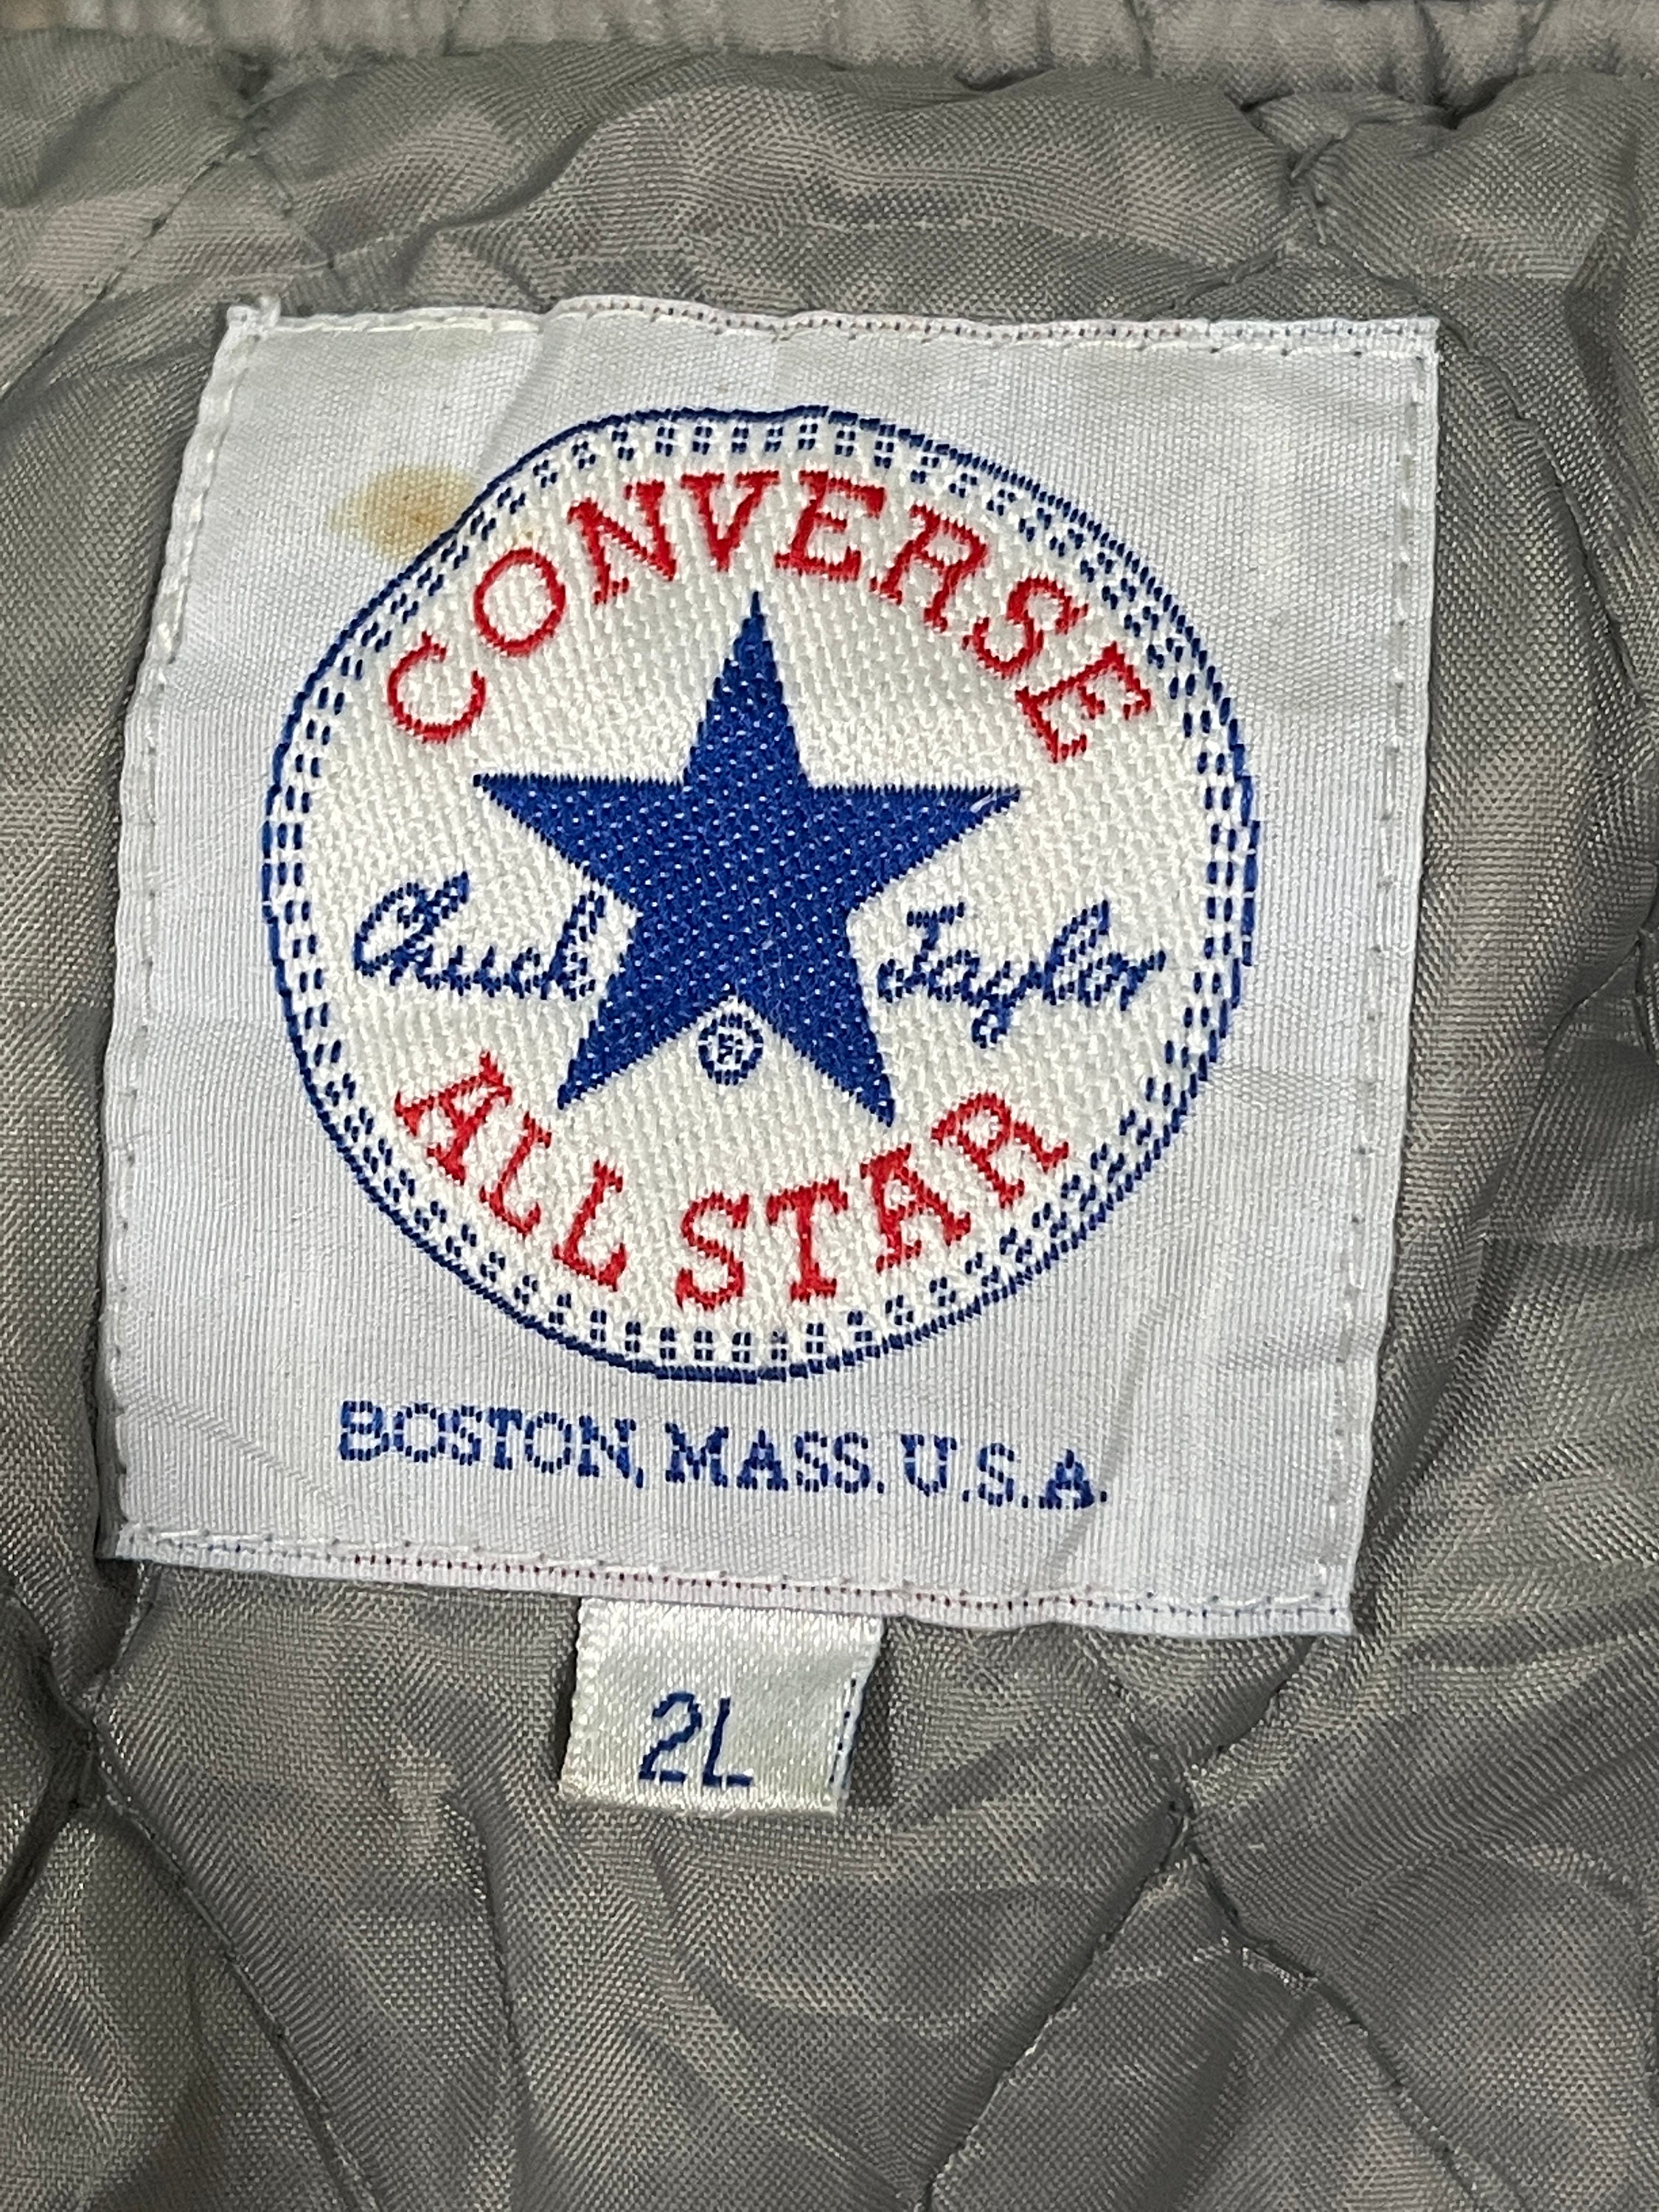 CONVERSE
Chuck Taylor
®
ALL STAR
BOSTON, MASS. U.S.A.
2L